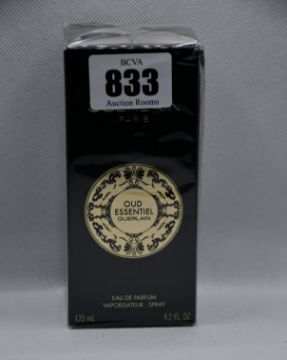 BCVA
833
Auction Rooms
PARIS
OUD
ESSENTIEL
GUERLAIN
EAU DE PARFUM
VAPORISATEUR SPRAY
125 mL 4.2 FL. OZ.